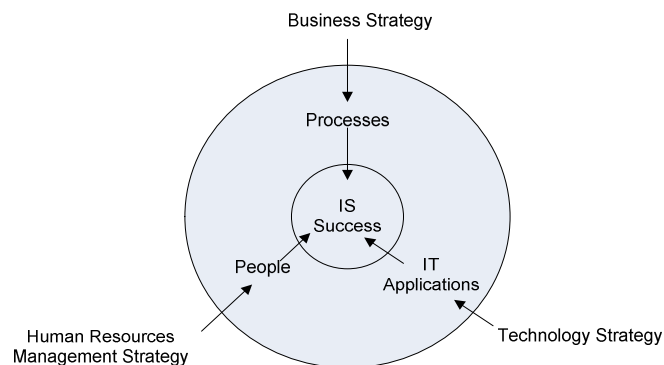 Business Strategy
Processes
IS
Success
People
IT
Applications
Human Resources
Management Strategy
Technology Strategy